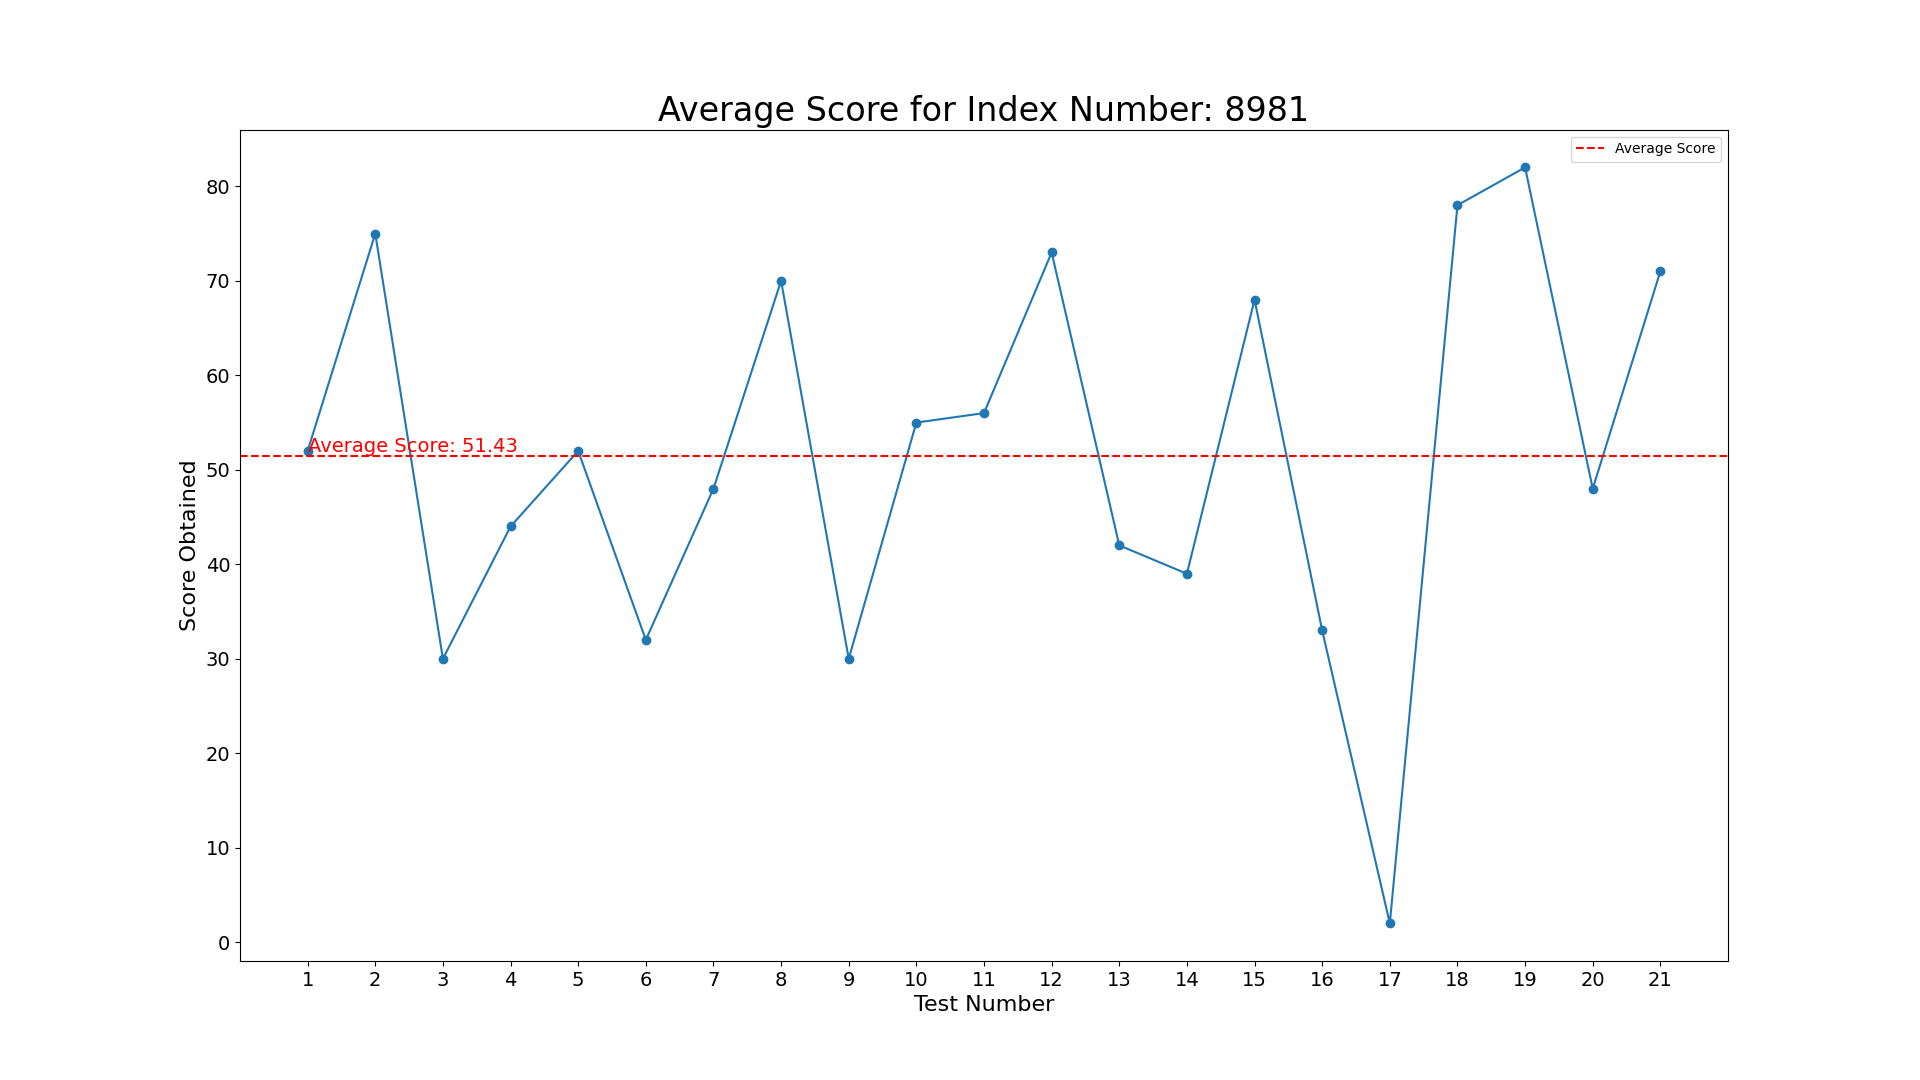 Average Score for Index Number: 8981
Average Score
80
70
60
50
40
30
20
10
0
Score Obtained
Average Score: 51.43
1 2 3 4 5 6 7 8 9 10 11 12 13 14 15 16 17 18 19 20 21
Test Number